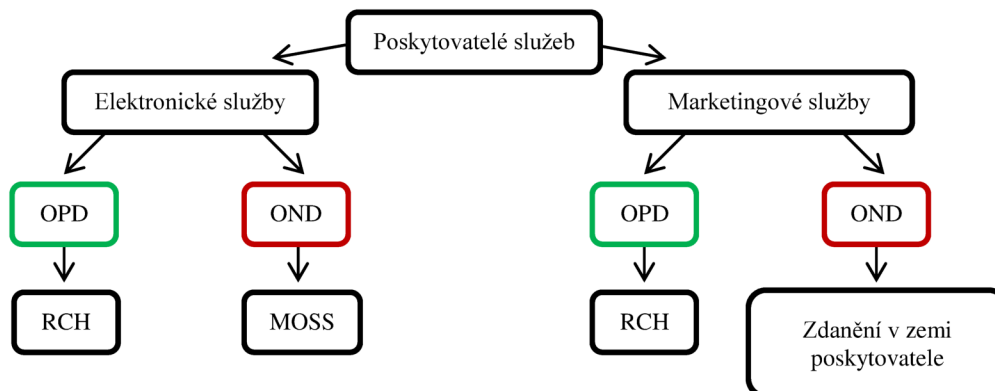 Poskytovatelé služeb
Elektronické služby
Marketingové služby
OPD
OND
OPD
OND
RCH
MOSS
RCH
Zdanění v zemi
poskytovatele